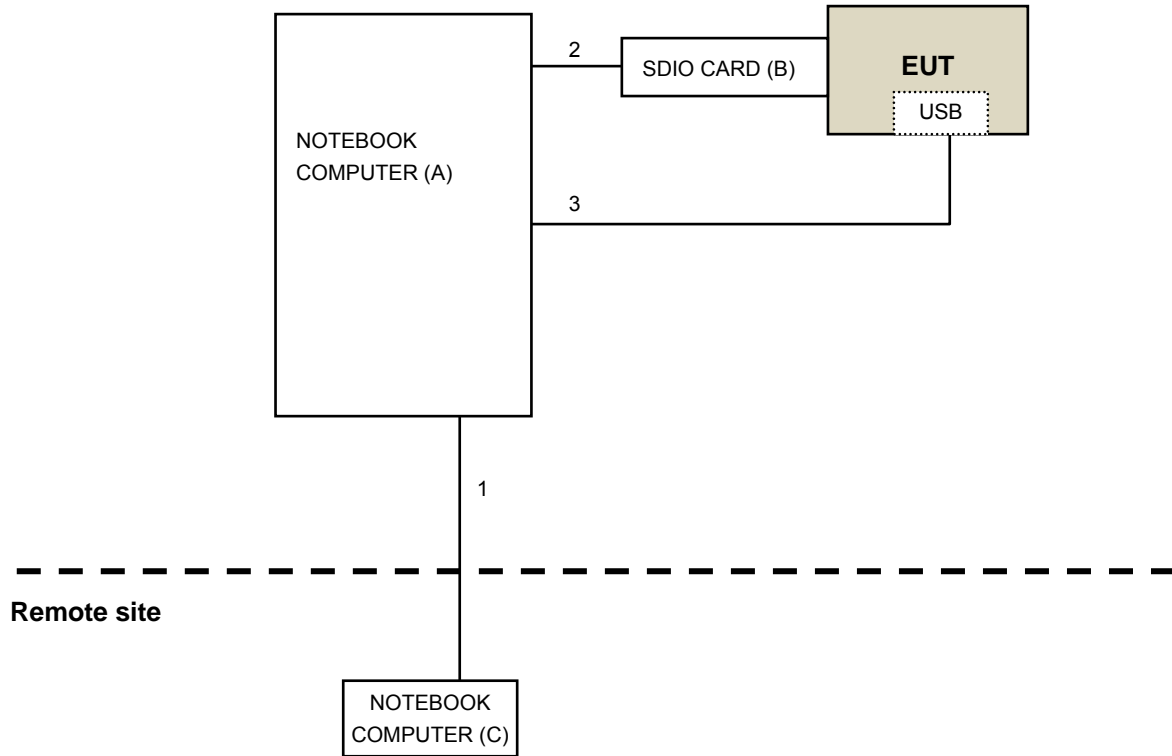 2
SDIO CARD (B)
EUT
USB
NOTEBOOK
COMPUTER (A)
3
1
Remote site
NOTEBOOK
COMPUTER (C)